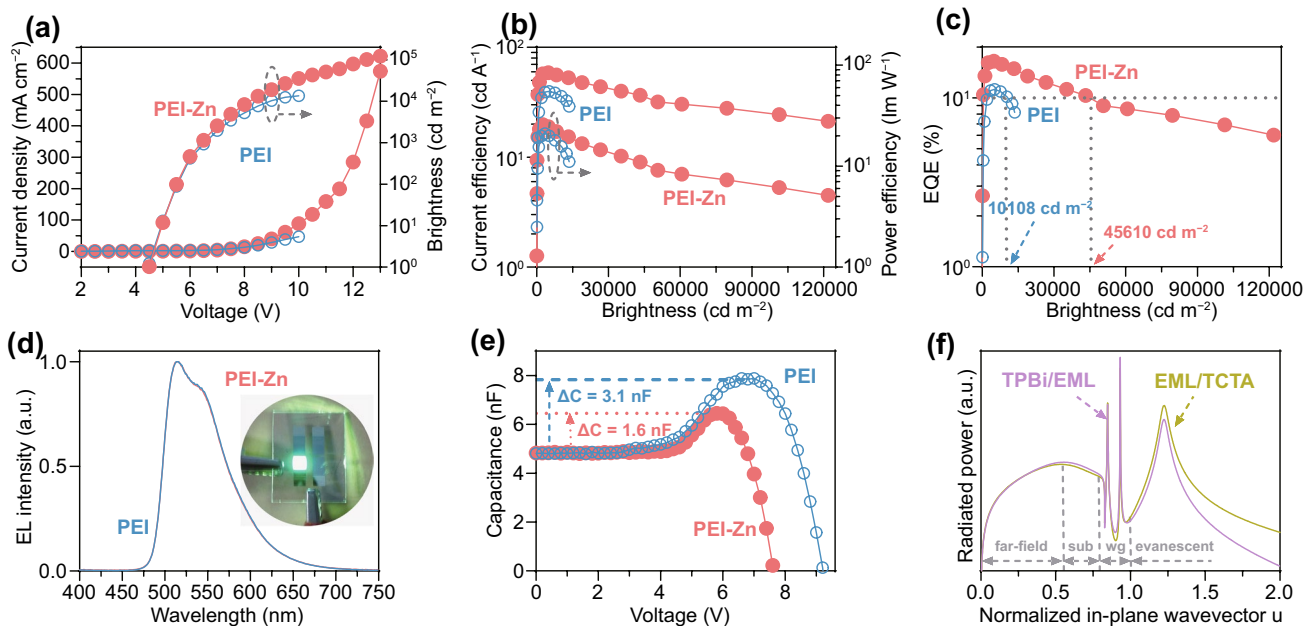 (a)
Current density (mA cm⁻²)
600
500
400
300
200
100
0
PEI-Zn
PEI
10⁵
10⁴
10³
10²
10¹
10⁰
Brightness (cd m⁻²)
2 4 6 8 10 12
Voltage (V)
(b)
Current efficiency (cd A⁻¹)
10²
10¹
10⁰
PEI-Zn
PEI
PEI-Zn
10²
10¹
10⁰
Power efficiency (lm W⁻¹)
0 30000 60000 90000 120000
Brightness (cd m⁻²)
(c)
EQE (%)
10¹
10⁰
PEI-Zn
PEI
10108 cd m⁻²
45610 cd m⁻²
0 30000 60000 90000 120000
Brightness (cd m⁻²)
(d)
EL intensity (a.u.)
1.0
0.5
0.0
PEI-Zn
PEI
400 450 500 550 600 650 700 750
Wavelength (nm)
(e)
Capacitance (nF)
10
8
6
4
2
0
PEI
ΔC = 3.1 nF
ΔC = 1.6 nF
PEI-Zn
0 2 4 6 8
Voltage (V)
(f)
Radiated power (a.u.)
TPBi/EML
EML/TCTA
far-field sub wg evanescent
0.0 0.5 1.0 1.5 2.0
Normalized in-plane wavevector u